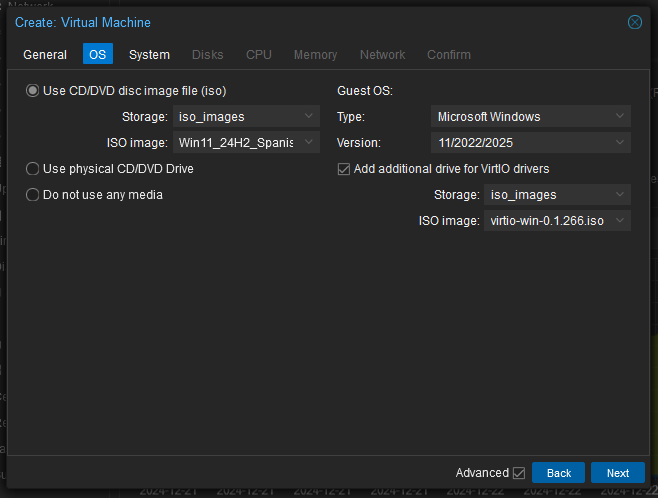 Create: Virtual Machine
General OS System Disks CPU Memory Network Confirm
Use CD/DVD disc image file (iso)
Storage: iso_images
ISO image: Win11_24H2_Spanis
Use physical CD/DVD Drive
Do not use any media
Guest OS:
Type: Microsoft Windows
Version: 11/2022/2025
Add additional drive for VirtIO drivers
Storage: iso_images
ISO image: virtio-win-0.1.266.iso
Advanced Back Next
2024-12-21 2024-12-21 2024-12-21 2024-12-21 2024-12-22 2024-12-22 2024-12-22